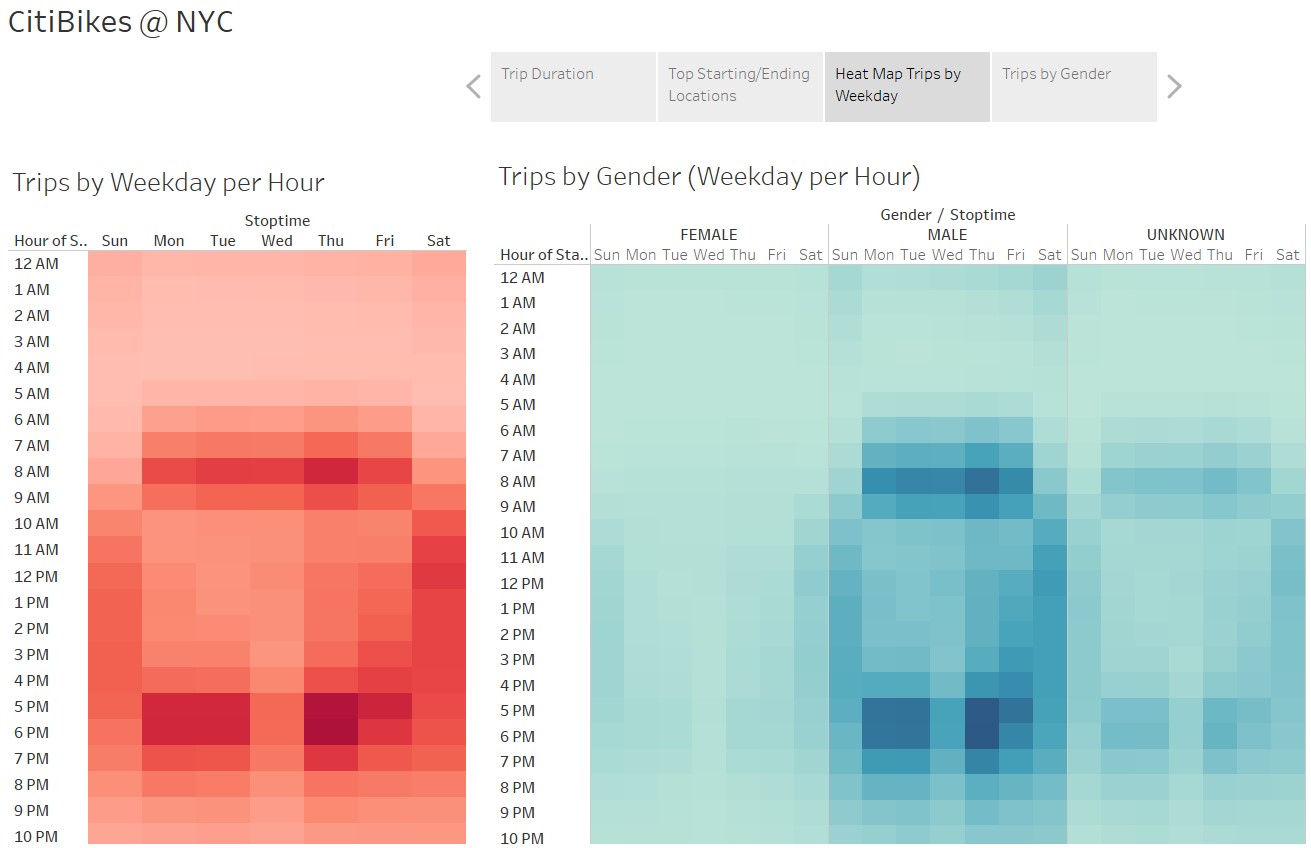 CitiBikes @ NYC
Trip Duration
Top Starting/Ending
Locations
Heat Map Trips by
Weekday
Trips by Gender
Trips by Weekday per Hour
Stoptime
Hour of S.. Sun Mon Tue Wed Thu Fri Sat
12 AM
1 AM
2 AM
3 AM
4 AM
5 AM
6 AM
7 AM
8 AM
9 AM
10 AM
11 AM
12 PM
1 PM
2 PM
3 PM
4 PM
5 PM
6 PM
7 PM
8 PM
9 PM
10 PM
Trips by Gender (Weekday per Hour)
Gender / Stoptime
FEMALE MALE UNKNOWN
Hour of Sta.. Sun Mon Tue Wed Thu Fri Sat Sun Mon Tue Wed Thu Fri Sat Sun Mon Tue Wed Thu Fri Sat
12 AM
1 AM
2 AM
3 AM
4 AM
5 AM
6 AM
7 AM
8 AM
9 AM
10 AM
11 AM
12 PM
1 PM
2 PM
3 PM
4 PM
5 PM
6 PM
7 PM
8 PM
9 PM
10 PM